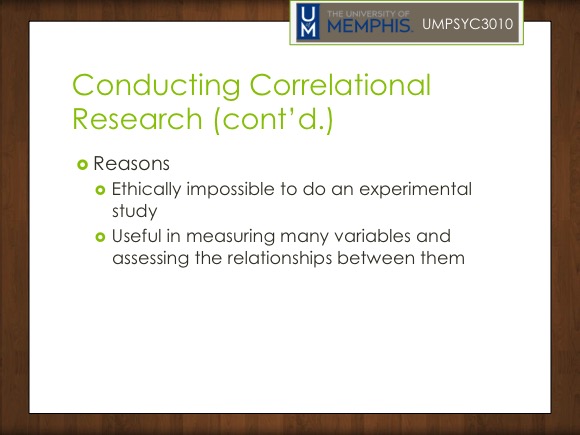 UM
THE UNIVERSITY OF
MEMPHIS.
UMPSYC3010
Conducting Correlational
Research (cont’d.)
Reasons
Ethically impossible to do an experimental
study
Useful in measuring many variables and
assessing the relationships between them